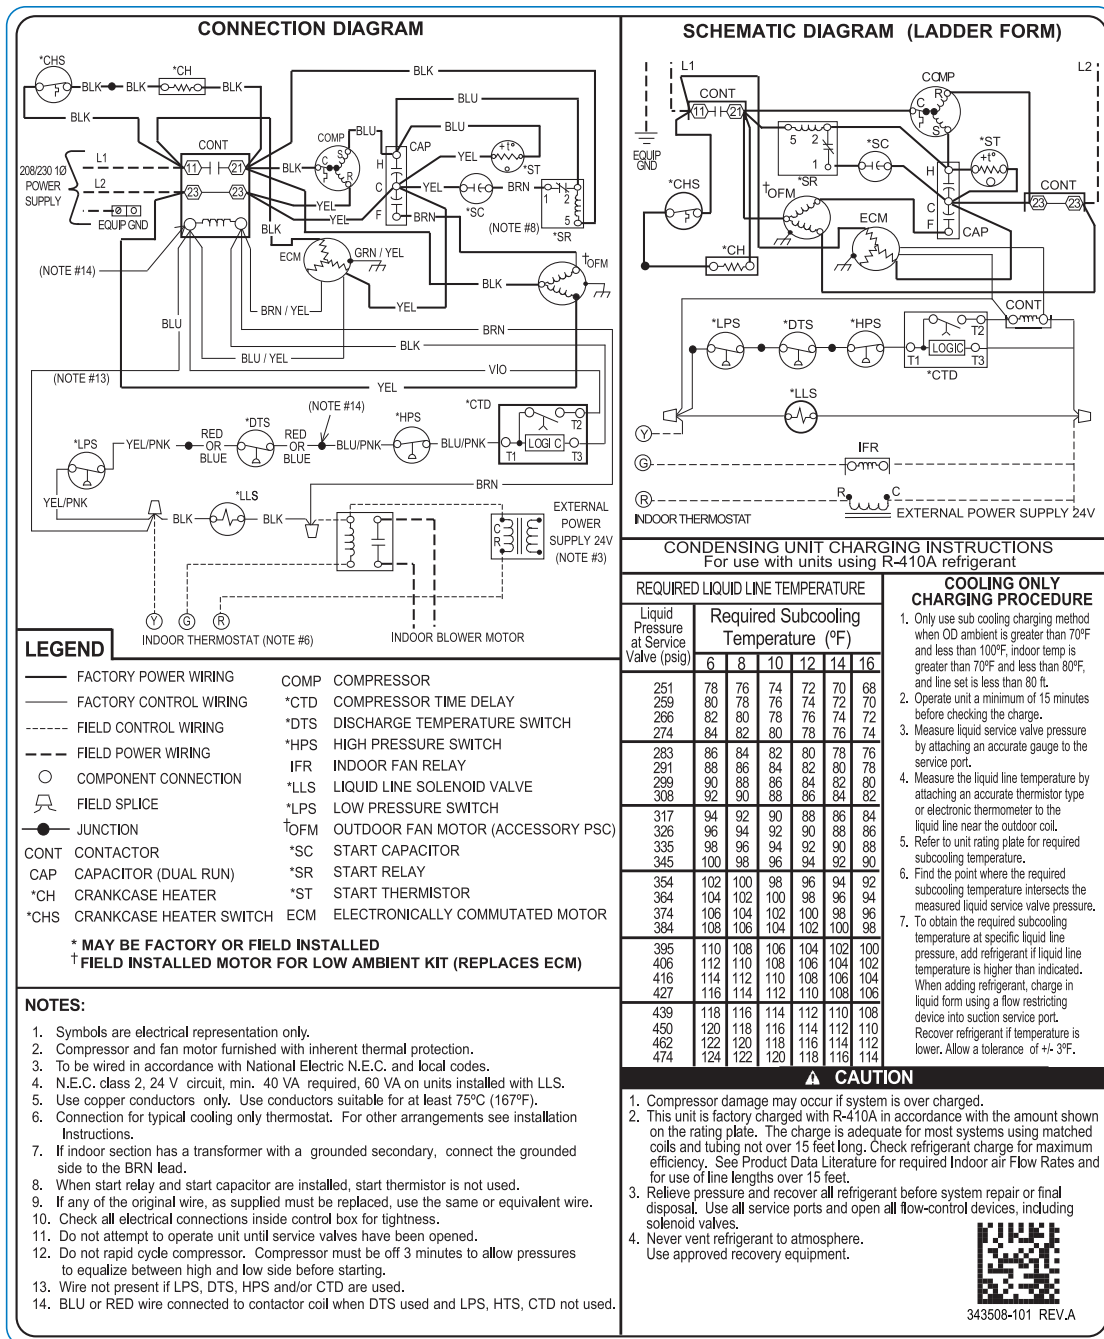 CONNECTION DIAGRAM
*CHS
BLK
BLK
*CH
BLK
BLK
BLK
BLU
CONT
COMP
BLU
BLU
CAP
208/230 1Ø
POWER
SUPPLY
L1
L2
EQUIP GND
11
21
23
23
BLK
C
S
R
H
C
F
YEL
+t°
*ST
YEL
BRN
*SC
1
2
5
*SR
(NOTE #8)
YEL
YEL
BRN
BLK
(NOTE #14)
ECM
GRN / YEL
†OFM
BLK
YEL
BRN / YEL
BLU
BRN
BLK
BLU / YEL
VIO
(NOTE #13)
YEL
(NOTE #14)
*CTD
*LPS
YEL/PNK
RED
OR
BLUE
*DTS
RED
OR
BLUE
BLU/PNK
*HPS
BLU/PNK
T1
LOGIC
T2
T3
YEL/PNK
BRN
*LLS
BLK
BLK
C
R
EXTERNAL
POWER
SUPPLY 24V
(NOTE #3)
Y
G
R
INDOOR THERMOSTAT (NOTE #6)
INDOOR BLOWER MOTOR
LEGEND
FACTORY POWER WIRING
FACTORY CONTROL WIRING
FIELD CONTROL WIRING
FIELD POWER WIRING
COMPONENT CONNECTION
FIELD SPLICE
JUNCTION
CONT CONTACTOR
CAP CAPACITOR (DUAL RUN)
*CH CRANKCASE HEATER
*CHS CRANKCASE HEATER SWITCH
COMP COMPRESSOR
*CTD COMPRESSOR TIME DELAY
*DTS DISCHARGE TEMPERATURE SWITCH
*HPS HIGH PRESSURE SWITCH
IFR INDOOR FAN RELAY
*LLS LIQUID LINE SOLENOID VALVE
*LPS LOW PRESSURE SWITCH
†OFM OUTDOOR FAN MOTOR (ACCESSORY PSC)
*SC START CAPACITOR
*SR START RELAY
*ST START THERMISTOR
ECM ELECTRONICALLY COMMUTATED MOTOR
* MAY BE FACTORY OR FIELD INSTALLED
† FIELD INSTALLED MOTOR FOR LOW AMBIENT KIT (REPLACES ECM)
NOTES:
1. Symbols are electrical representation only.
2. Compressor and fan motor furnished with inherent thermal protection.
3. To be wired in accordance with National Electric N.E.C. and local codes.
4. N.E.C. class 2, 24 V circuit, min. 40 VA required, 60 VA on units installed with LLS.
5. Use copper conductors only. Use conductors suitable for at least 75ºC (167ºF).
6. Connection for typical cooling only thermostat. For other arrangements see installation
Instructions.
7. If indoor section has a transformer with a grounded secondary, connect the grounded
side to the BRN lead.
8. When start relay and start capacitor are installed, start thermistor is not used.
9. If any of the original wire, as supplied must be replaced, use the same or equivalent wire.
10. Check all electrical connections inside control box for tightness.
11. Do not attempt to operate unit until service valves have been opened.
12. Do not rapid cycle compressor. Compressor must be off 3 minutes to allow pressures
to equalize between high and low side before starting.
13. Wire not present if LPS, DTS, HPS and/or CTD are used.
14. BLU or RED wire connected to contactor coil when DTS used and LPS, HTS, CTD not used.
SCHEMATIC DIAGRAM (LADDER FORM)
L1
L2
CONT
11
21
COMP
C
R
S
EQUIP
GND
5
2
1
*SR
*SC
+t°
*ST
*CHS
†OFM
H
C
F
CAP
CONT
23
23
ECM
*CH
CONT
*LPS
*DTS
*HPS
T1
LOGIC
T2
T3
*CTD
*LLS
Y
G
R
IFR
R
C
INDOOR THERMOSTAT
EXTERNAL POWER SUPPLY 24V
CONDENSING UNIT CHARGING INSTRUCTIONS
For use with units using R-410A refrigerant
REQUIRED LIQUID LINE TEMPERATURE
Liquid
Pressure
at Service
Valve (psig)
Required Subcooling
Temperature (ºF)
6 8 10 12 14 16
251 78 76 74 72 70 68
259 80 78 76 74 72 70
266 82 80 78 76 74 72
274 84 82 80 78 76 74
283 86 84 82 80 78 76
291 88 86 84 82 80 78
299 90 88 86 84 82 80
308 92 90 88 86 84 82
317 94 92 90 88 86 84
326 96 94 92 90 88 86
335 98 96 94 92 90 88
345 100 98 96 94 92 90
354 102 100 98 96 94 92
364 104 102 100 98 96 94
374 106 104 102 100 98 96
384 108 106 104 102 100 98
395 110 108 106 104 102 100
406 112 110 108 106 104 102
416 114 112 110 108 106 104
427 116 114 112 110 108 106
439 118 116 114 112 110 108
450 120 118 116 114 112 110
462 122 120 118 116 114 112
474 124 122 120 118 116 114
COOLING ONLY
CHARGING PROCEDURE
1. Only use sub cooling charging method
when OD ambient is greater than 70ºF
and less than 100ºF, indoor temp is
greater than 70ºF and less than 80ºF,
and line set is less than 80 ft.
2. Operate unit a minimum of 15 minutes
before checking the charge.
3. Measure liquid service valve pressure
by attaching an accurate gauge to the
service port.
4. Measure the liquid line temperature by
attaching an accurate thermistor type
or electronic thermometer to the
liquid line near the outdoor coil.
5. Refer to unit rating plate for required
subcooling temperature.
6. Find the point where the required
subcooling temperature intersects the
measured liquid service valve pressure.
7. To obtain the required subcooling
temperature at specific liquid line
pressure, add refrigerant if liquid line
temperature is higher than indicated.
When adding refrigerant, charge in
liquid form using a flow restricting
device into suction service port.
Recover refrigerant if temperature is
lower. Allow a tolerance of +/- 3ºF.
CAUTION
1. Compressor damage may occur if system is over charged.
2. This unit is factory charged with R-410A in accordance with the amount shown
on the rating plate. The charge is adequate for most systems using matched
coils and tubing not over 15 feet long. Check refrigerant charge for maximum
efficiency. See Product Data Literature for required Indoor air Flow Rates and
for use of line lengths over 15 feet.
3. Relieve pressure and recover all refrigerant before system repair or final
disposal. Use all service ports and open all flow-control devices, including
solenoid valves.
4. Never vent refrigerant to atmosphere.
Use approved recovery equipment.
343508-101 REV.A